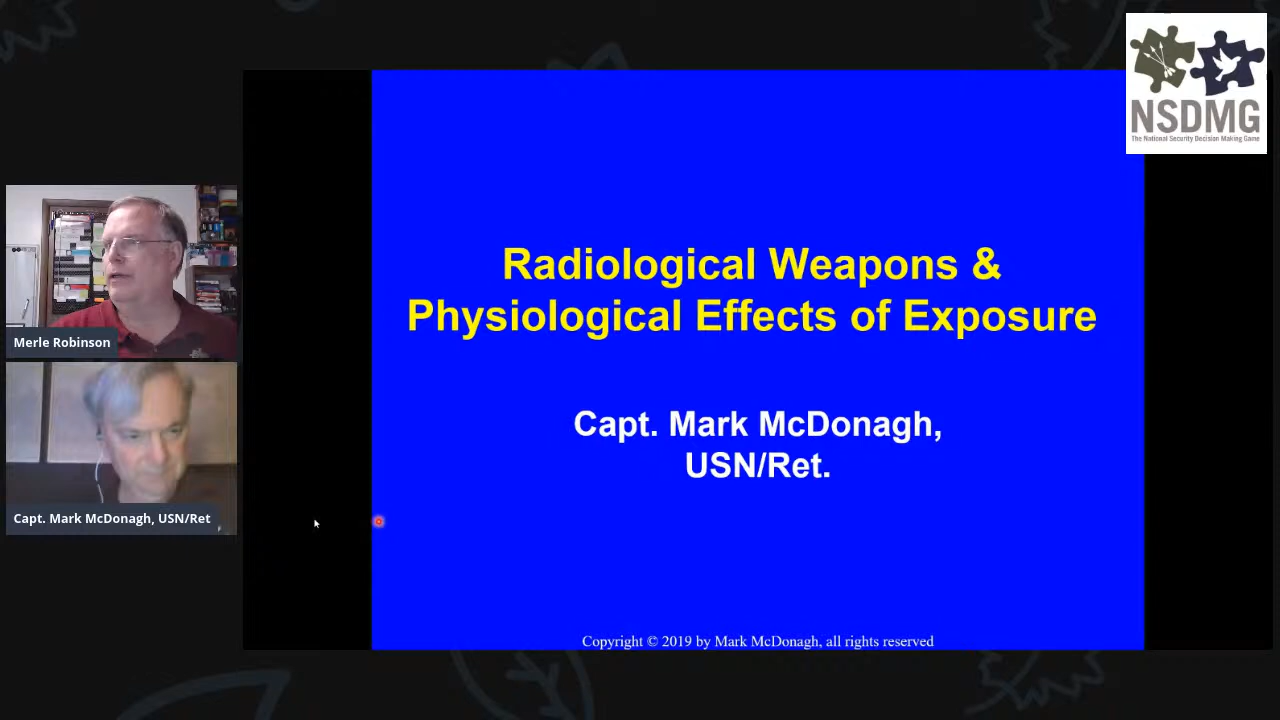 NSDMG
The National Security Decision Making Game
Radiological Weapons &
Physiological Effects of Exposure
Merle Robinson
Capt. Mark McDonagh,
USN/Ret.
Capt. Mark McDonagh, USN/Ret
Copyright © 2019 by Mark McDonagh, all rights reserved